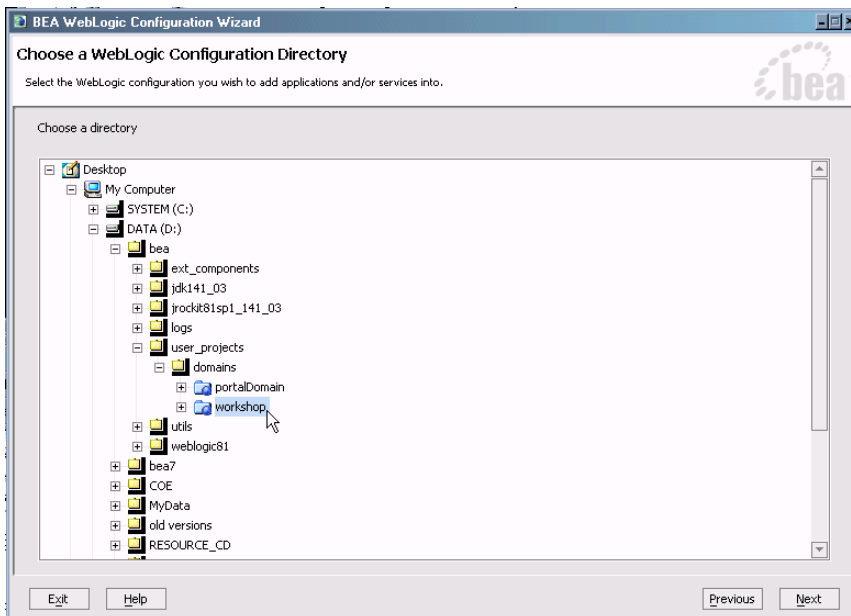 BEA WebLogic Configuration Wizard
Choose a WebLogic Configuration Directory
Select the WebLogic configuration you wish to add applications and/or services into.
bea
Choose a directory
Desktop
My Computer
SYSTEM (C:)
DATA (D:)
bea
ext_components
jdk141_03
jrockit81sp1_141_03
logs
user_projects
domains
portalDomain
workshop
utils
weblogic81
bea7
COE
MyData
old versions
RESOURCE_CD
Exit Help Previous Next